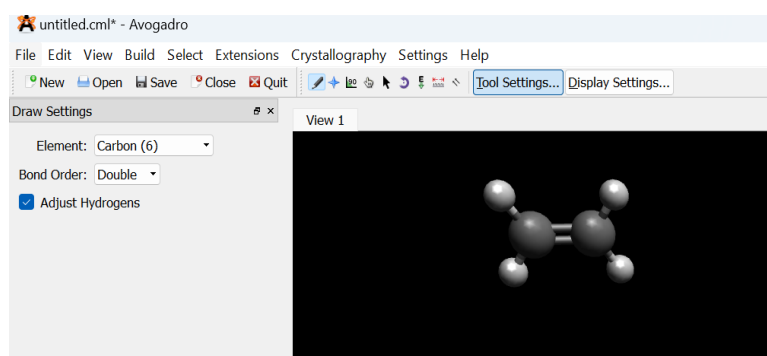 untitled.cml* - Avogadro
File Edit View Build Select Extensions Crystallography Settings Help
New Open Save Close Quit Tool Settings... Display Settings...
Draw Settings
View 1
Element: Carbon (6)
Bond Order: Double
Adjust Hydrogens